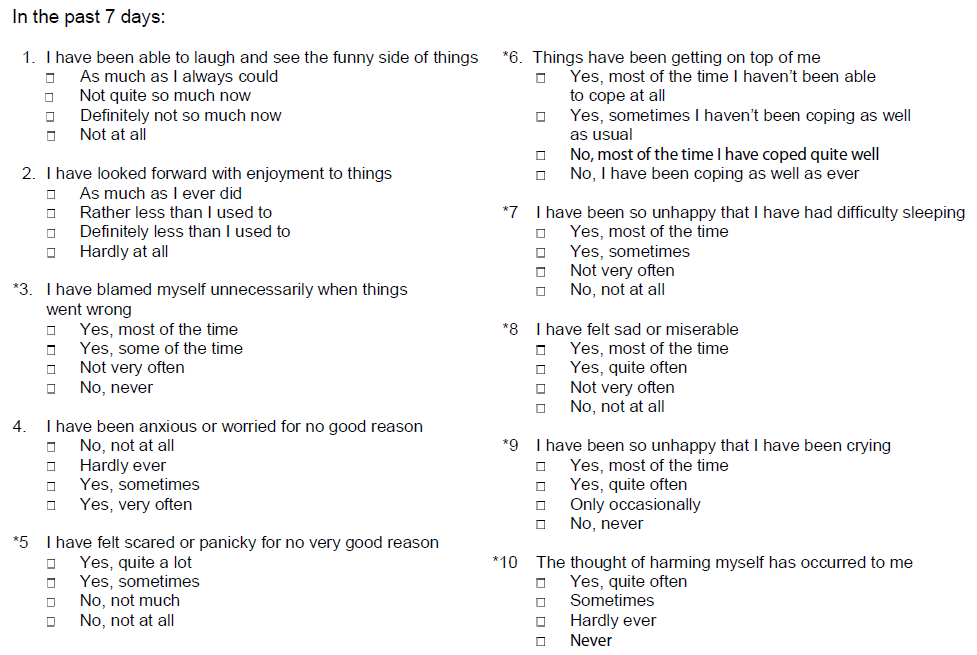 In the past 7 days:
1. I have been able to laugh and see the funny side of things
As much as I always could
Not quite so much now
Definitely not so much now
Not at all
2. I have looked forward with enjoyment to things
As much as I ever did
Rather less than I used to
Definitely less than I used to
Hardly at all
*3. I have blamed myself unnecessarily when things
went wrong
Yes, most of the time
Yes, some of the time
Not very often
No, never
4. I have been anxious or worried for no good reason
No, not at all
Hardly ever
Yes, sometimes
Yes, very often
*5 I have felt scared or panicky for no very good reason
Yes, quite a lot
Yes, sometimes
No, not much
No, not at all
*6. Things have been getting on top of me
Yes, most of the time I haven't been able
to cope at all
Yes, sometimes I haven't been coping as well
as usual
No, most of the time I have coped quite well
No, I have been coping as well as ever
*7 I have been so unhappy that I have had difficulty sleeping
Yes, most of the time
Yes, sometimes
Not very often
No, not at all
*8 I have felt sad or miserable
Yes, most of the time
Yes, quite often
Not very often
No, not at all
*9 I have been so unhappy that I have been crying
Yes, most of the time
Yes, quite often
Only occasionally
No, never
*10 The thought of harming myself has occurred to me
Yes, quite often
Sometimes
Hardly ever
Never